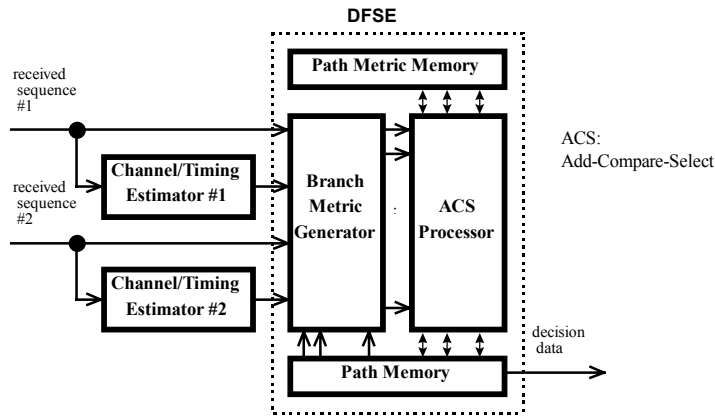 DFSE
Path Metric Memory
received
sequence
#1
ACS:
Add-Compare-Select
Channel/Timing
Estimator #1
Branch
Metric
Generator
:
ACS
Processor
received
sequence
#2
Channel/Timing
Estimator #2
decision
data
Path Memory